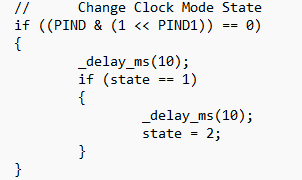 //      Change Clock Mode State
if ((PIND & (1 << PIND1)) == 0)
{
        _delay_ms(10);
        if (state == 1)
        {
                _delay_ms(10);
                state = 2;
        }
}